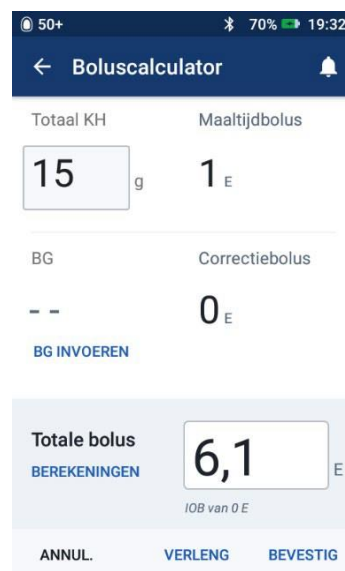 50+ 70% 19:32
← Boluscalculator
Totaal KH Maaltijdbolus
15 g 1 E
BG Correctiebolus
-- 0 E
BG INVOEREN
Totale bolus
BEREKENINGEN
6,1 E
IOB van 0 E
ANNUL. VERLENG BEVESTIG